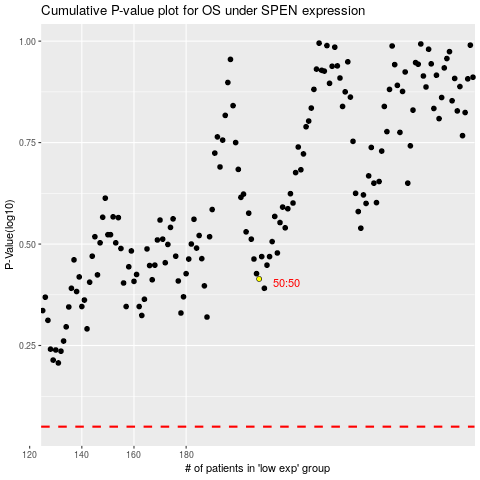 Cumulative P-value plot for OS under SPEN expression
P-Value(log10)
1.00
0.75
0.50
0.25
50:50
120 140 160 180
# of patients in 'low exp' group